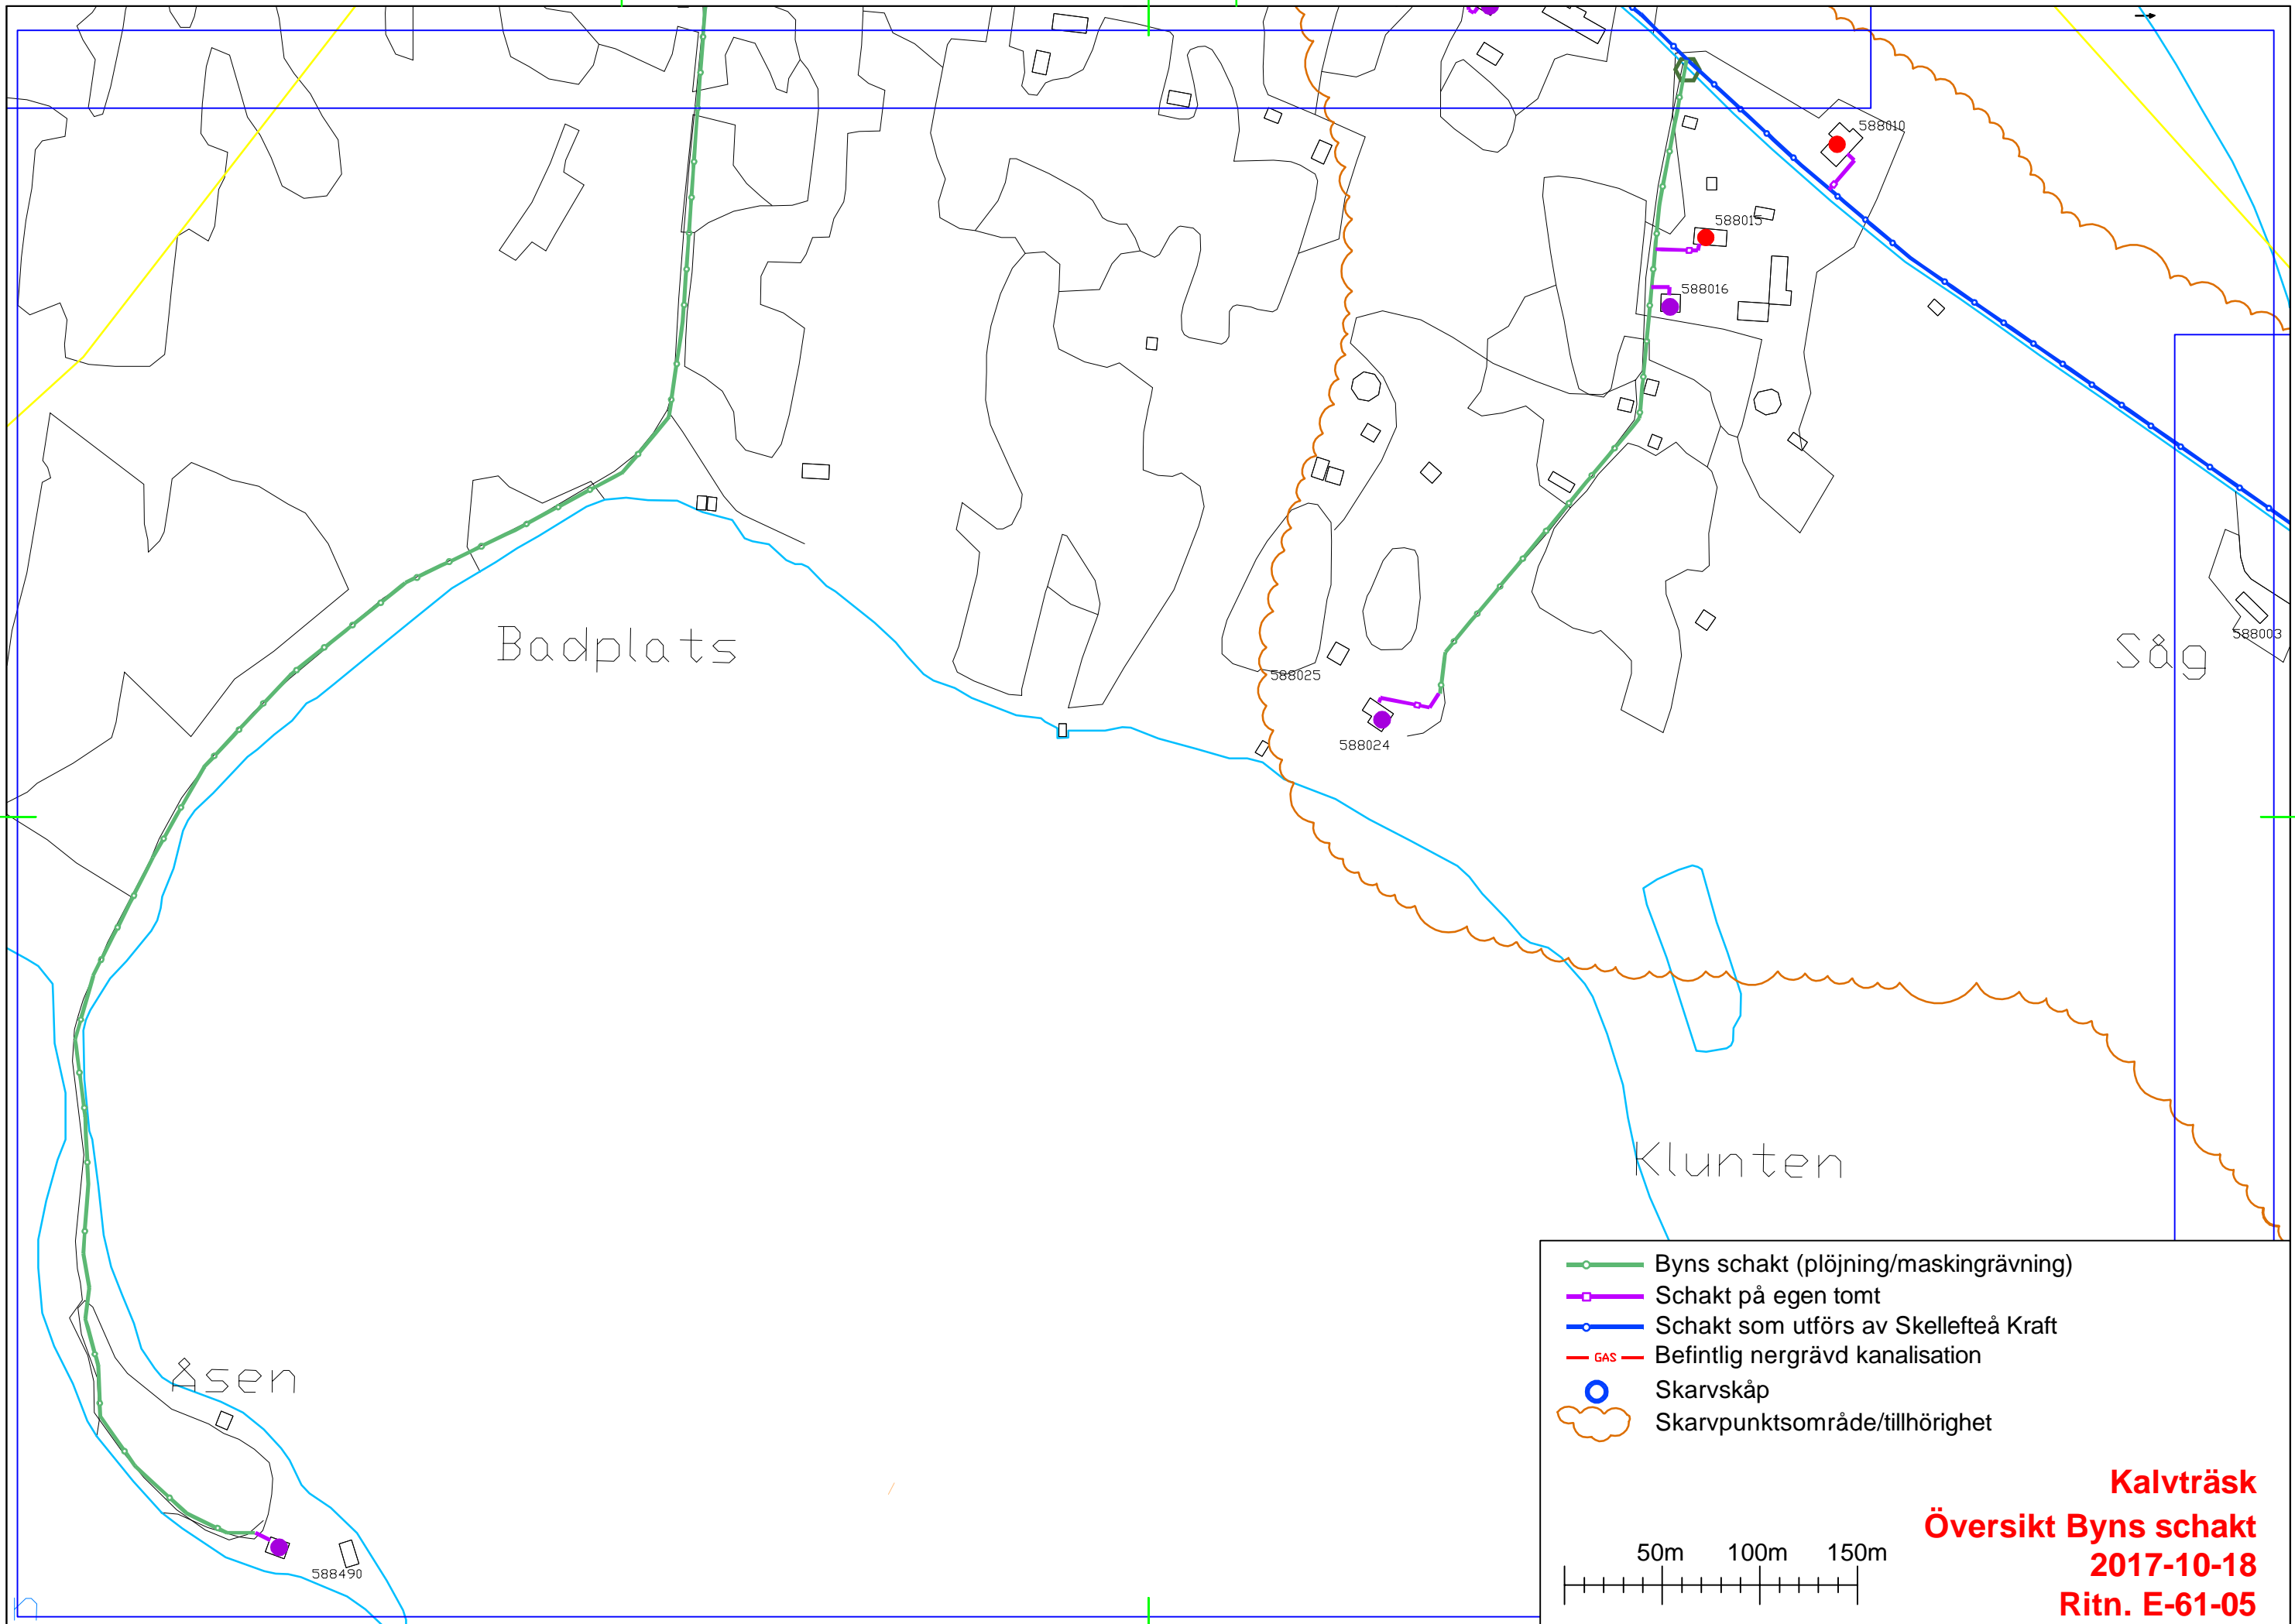 588010
588015
588016
Badplats
588025
588024
Såg
588003
Klunten
Åsen
588490
Byns schakt (plöjning/maskingrävning)
Schakt på egen tomt
Schakt som utförs av Skellefteå Kraft
GAS
Befintlig nergrävd kanalisation
Skarvskåp
Skarvpunktsområde/tillhörighet
Kalvträsk
Översikt Byns schakt
2017-10-18
Ritn. E-61-05
50m 100m 150m